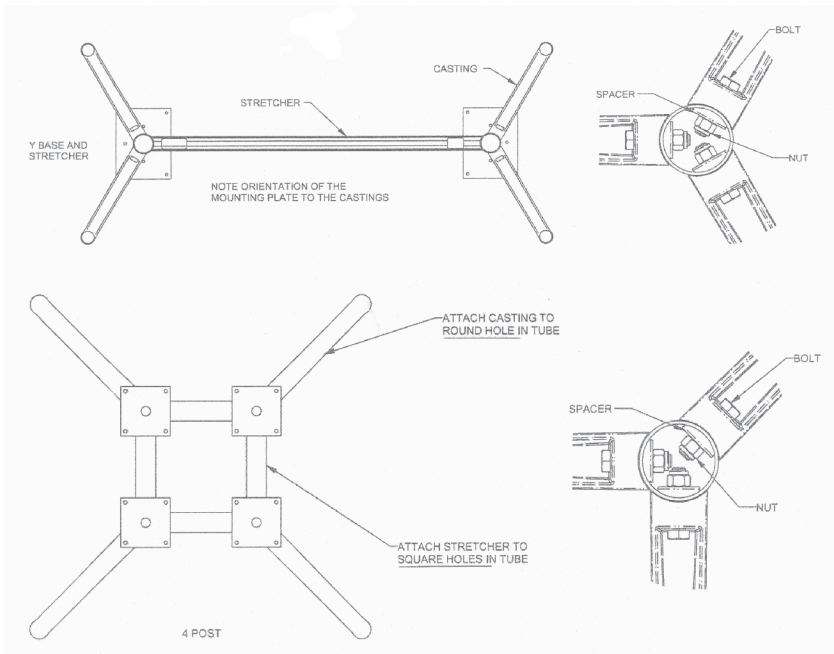 BOLT
CASTING
SPACER
STRETCHER
Y BASE AND
STRETCHER
NUT
NOTE ORIENTATION OF THE
MOUNTING PLATE TO THE CASTINGS
ATTACH CASTING TO
ROUND HOLE IN TUBE
BOLT
SPACER
NUT
ATTACH STRETCHER TO
SQUARE HOLES IN TUBE
4 POST